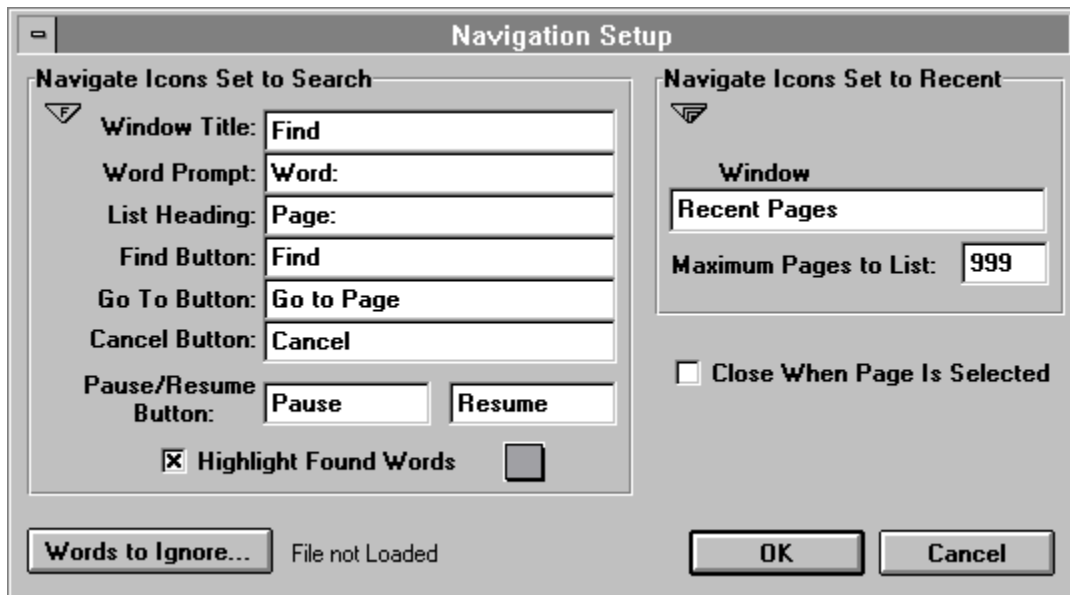 Navigation Setup
Navigate Icons Set to Search
F
Window Title: Find
Word Prompt: Word:
List Heading: Page:
Find Button: Find
Go To Button: Go to Page
Cancel Button: Cancel
Pause/Resume
Button: Pause Resume
Highlight Found Words
Navigate Icons Set to Recent
Window
Recent Pages
Maximum Pages to List: 999
Close When Page Is Selected
Words to Ignore... File not Loaded
OK Cancel